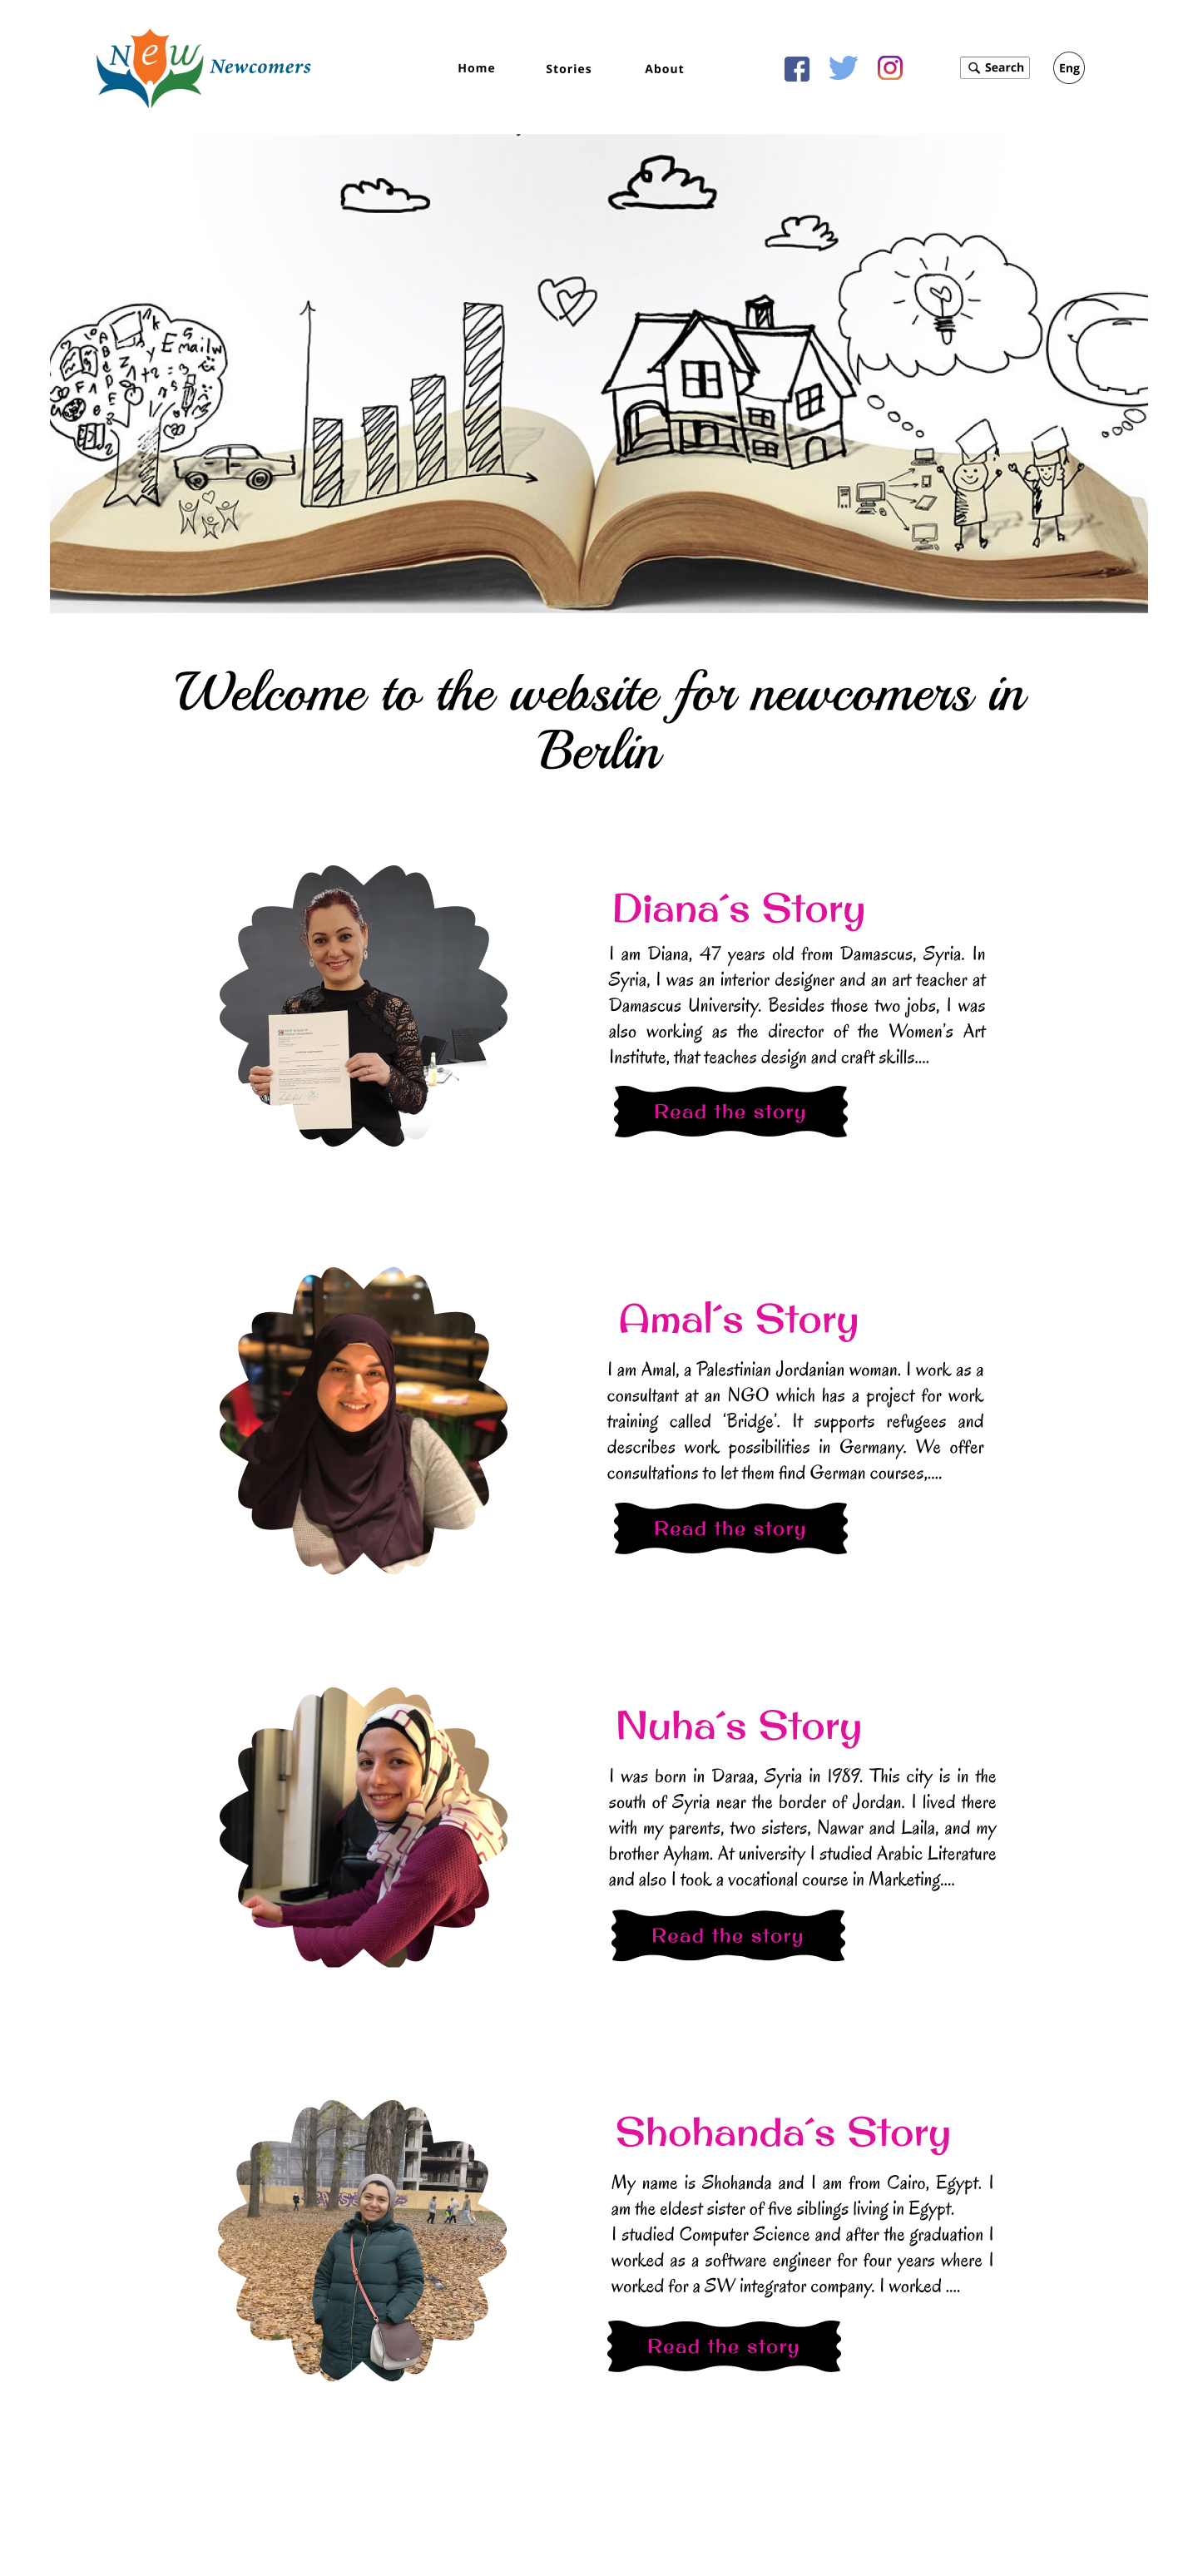 New Newcomers
Home Stories About
Search Eng
Emailw
Welcome to the website for newcomers in
Berlin
Diana´s Story
I am Diana, 47 years old from Damascus, Syria. In
Syria, I was an interior designer and an art teacher at
Damascus University. Besides those two jobs, I was
also working as the director of the Women's Art
Institute, that teaches design and craft skills....
Read the story
Amal´s Story
I am Amal, a Palestinian Jordanian woman. I work as a
consultant at an NGO which has a project for work
training called ‘Bridge’. It supports refugees and
describes work possibilities in Germany. We offer
consultations to let them find German courses,....
Read the story
Nuha´s Story
I was born in Daraa, Syria in 1989. This city is in the
south of Syria near the border of Jordan. I lived there
with my parents, two sisters, Nawar and Laila, and my
brother Ayham. At university I studied Arabic Literature
and also I took a vocational course in Marketing....
Read the story
Shohanda´s Story
My name is Shohanda and I am from Cairo, Egypt. I
am the eldest sister of five siblings living in Egypt.
I studied Computer Science and after the graduation I
worked as a software engineer for four years where I
worked for a SW integrator company. I worked ....
Read the story